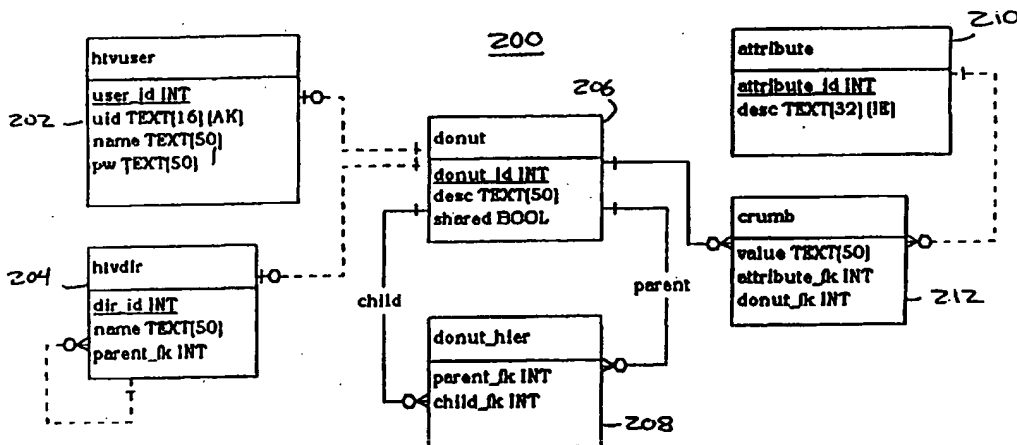 200
hivuser
user_id INT
uid TEXT[16] (AK)
name TEXT[50]
pw TEXT[50]
202
hivdir
dir_id INT
name TEXT[50]
parent_fk INT
204
donut
donut_id INT
desc TEXT[50]
shared BOOL
206
child
parent
donut_hier
parent_fk INT
child_fk INT
208
attribute
attribute_id INT
desc TEXT[32] (IE)
210
crumb
value TEXT[50]
attribute_fk INT
donut_fk INT
212